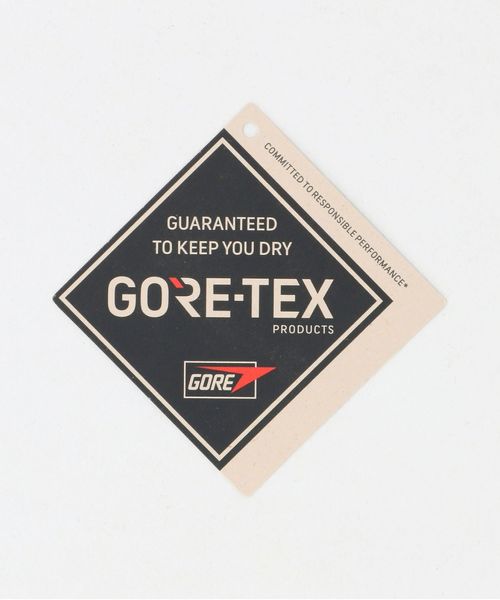 COMMITTED TO RESPONSIBLE PERFORMANCE*
GUARANTEED
TO KEEP YOU DRY
GORE-TEX
PRODUCTS
GORE